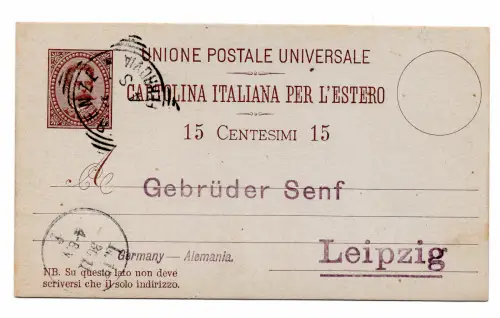 UNIONE POSTALE UNIVERSALE
CARTOLINA ITALIANA PER L'ESTERO
15 CENTESIMI 15
Gebrüder Senf
Germany — Alemania.
Leipzig
NB. Su questo lato non deve
scriversi che il solo indirizzo.